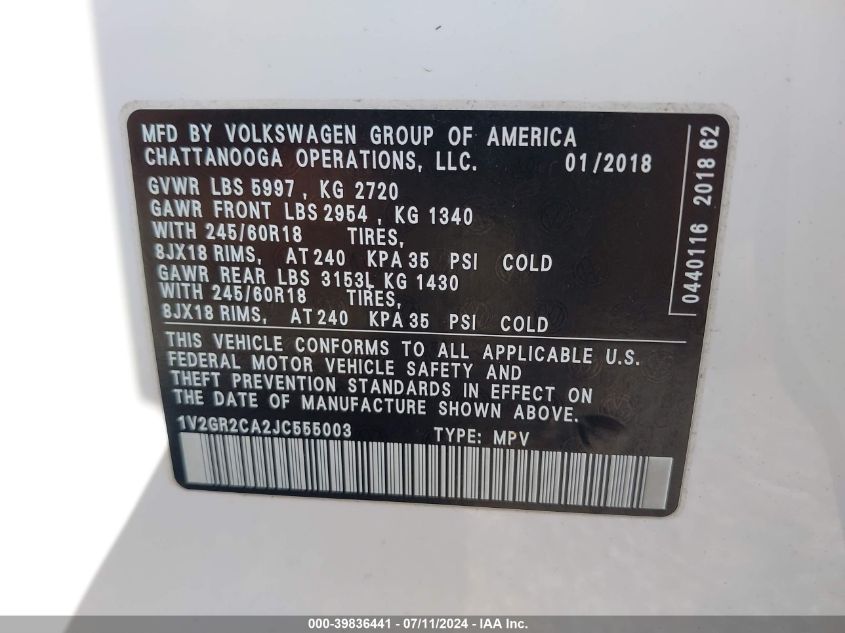 MFD BY VOLKSWAGEN GROUP OF AMERICA
CHATTANOOGA OPERATIONS, LLC. 01/2018
GVWR LBS 5997, KG 2720
GAWR FRONT LBS 2954, KG 1340
WITH 245/60R18 TIRES,
8JX18 RIMS, AT 240 KPA 35 PSI COLD
GAWR REAR LBS 3153L KG 1430
WITH 245/60R18 TIRES,
8JX18 RIMS, AT 240 KPA 35 PSI COLD
THIS VEHICLE CONFORMS TO ALL APPLICABLE U.S.
FEDERAL MOTOR VEHICLE SAFETY AND
THEFT PREVENTION STANDARDS IN EFFECT ON
THE DATE OF MANUFACTURE SHOWN ABOVE.
1V2GR2CA2JC555003 TYPE: MPV
0440116 2018 62
000-39836441 - 07/11/2024 - IAA Inc.